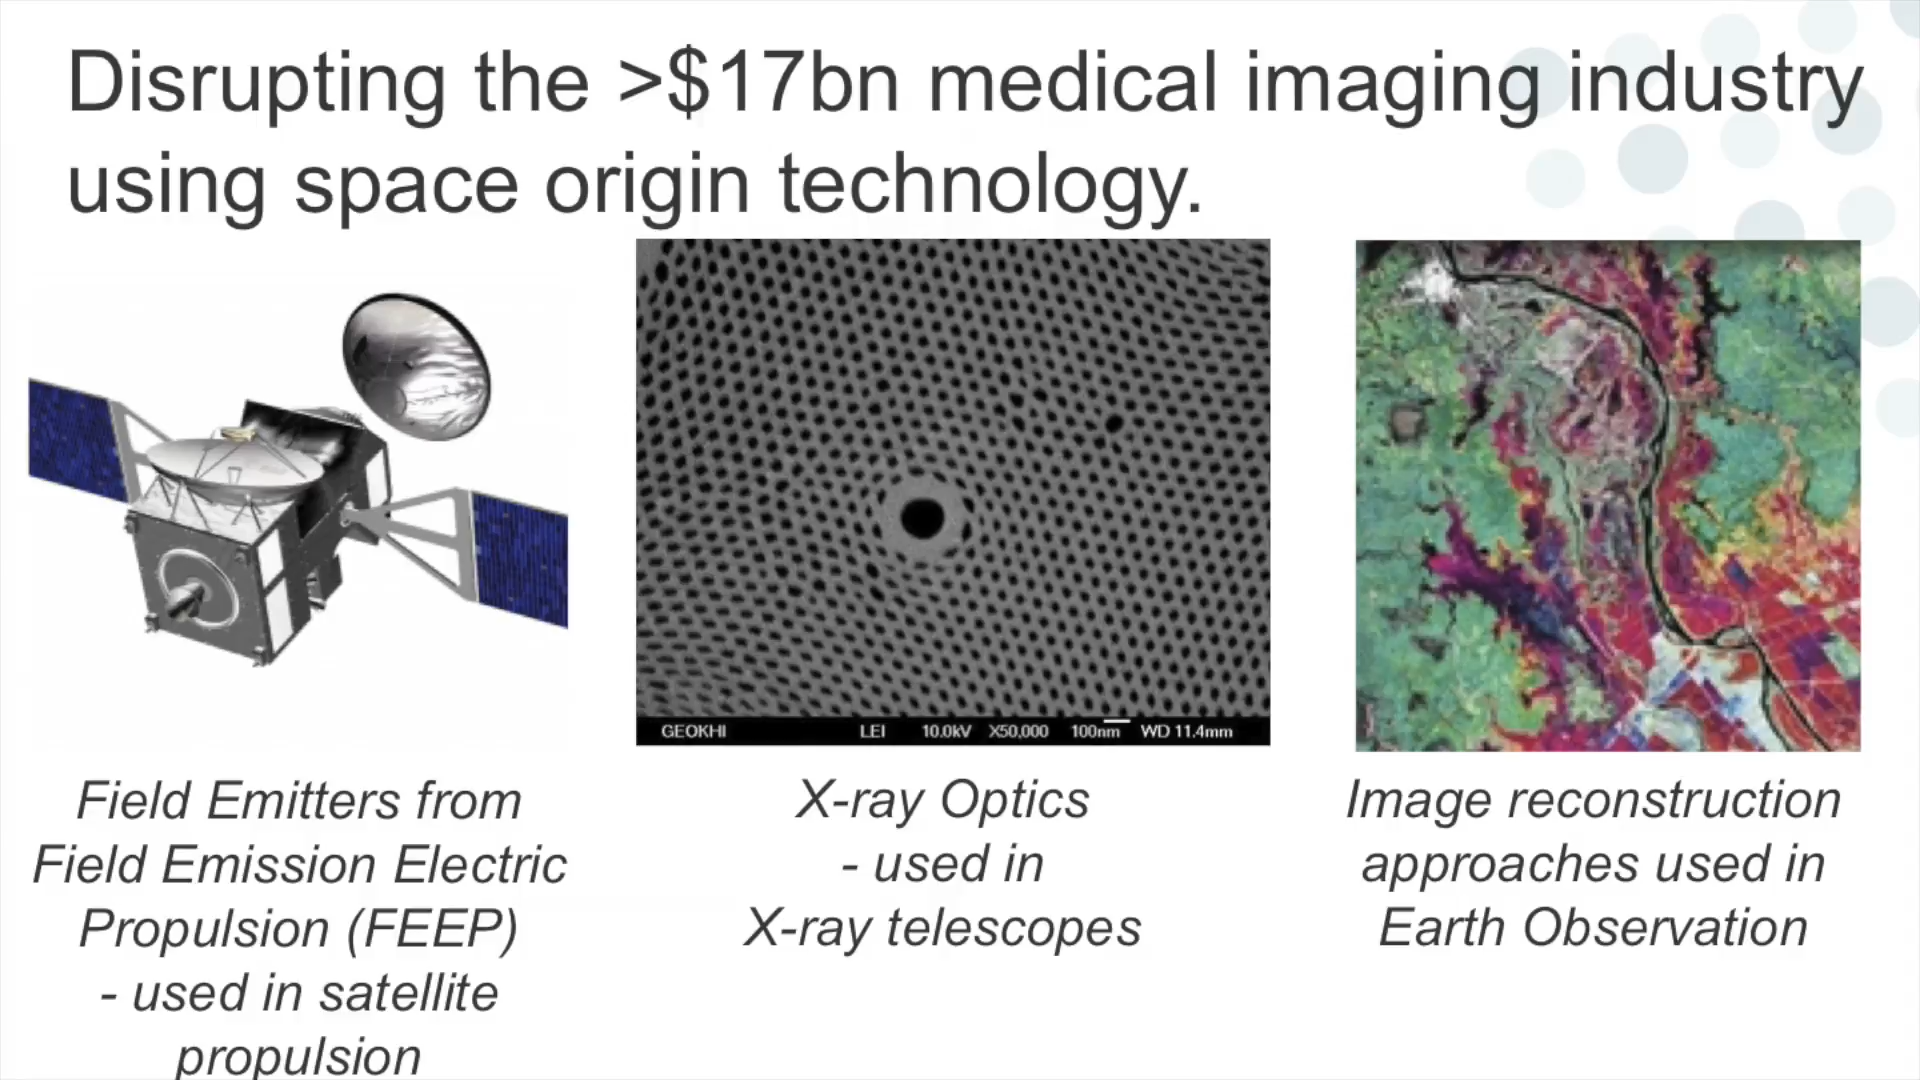 Disrupting the >$17bn medical imaging industry
using space origin technology.
GEOKHI LEI 10.0kV X50,000 100nm WD 11.4mm
Field Emitters from
Field Emission Electric
Propulsion (FEEP)
- used in satellite
propulsion
X-ray Optics
- used in
X-ray telescopes
Image reconstruction
approaches used in
Earth Observation